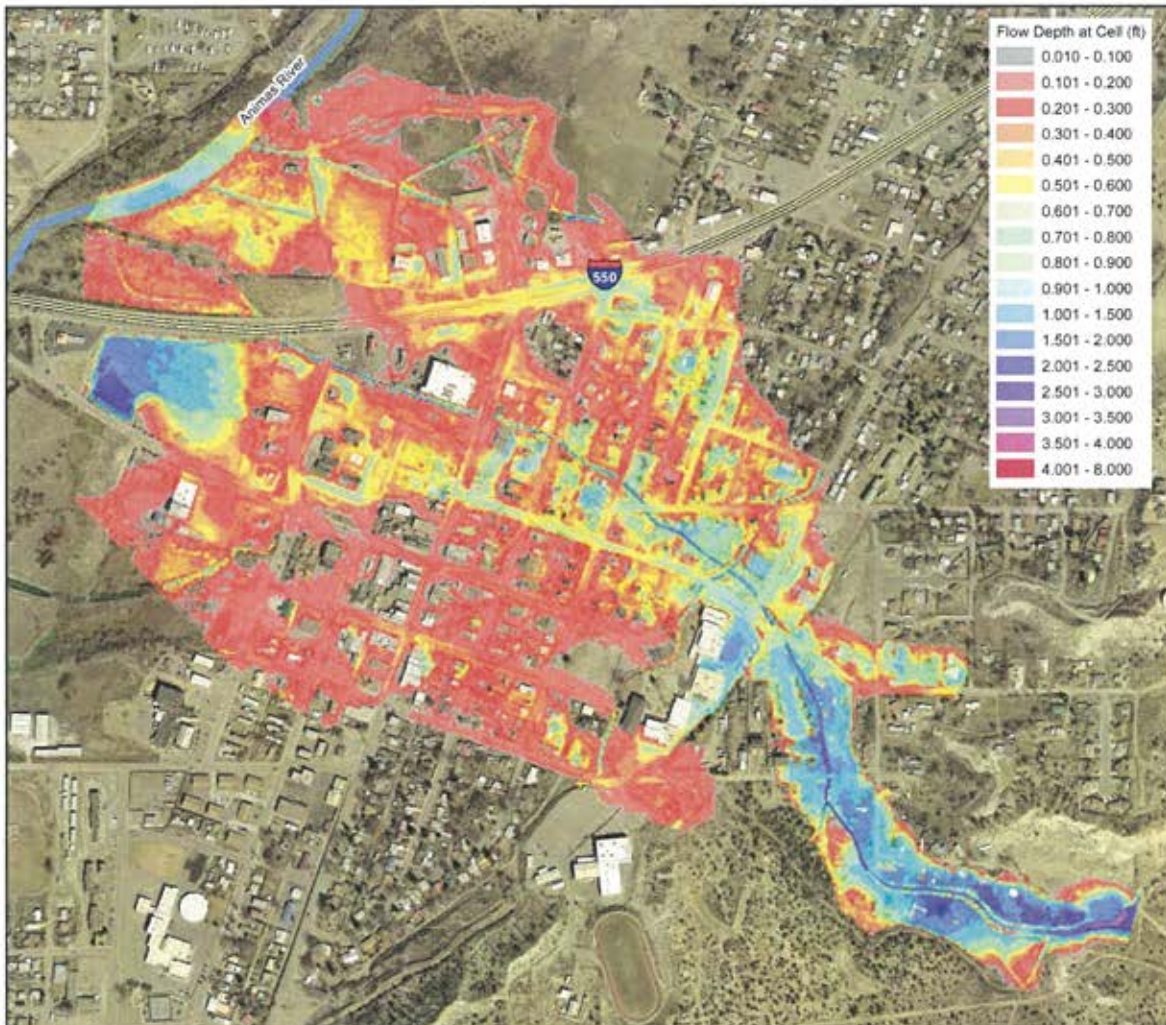 Animas River
550
Flow Depth at Cell (ft)
0.010 - 0.100
0.101 - 0.200
0.201 - 0.300
0.301 - 0.400
0.401 - 0.500
0.501 - 0.600
0.601 - 0.700
0.701 - 0.800
0.801 - 0.900
0.901 - 1.000
1.001 - 1.500
1.501 - 2.000
2.001 - 2.500
2.501 - 3.000
3.001 - 3.500
3.501 - 4.000
4.001 - 8.000